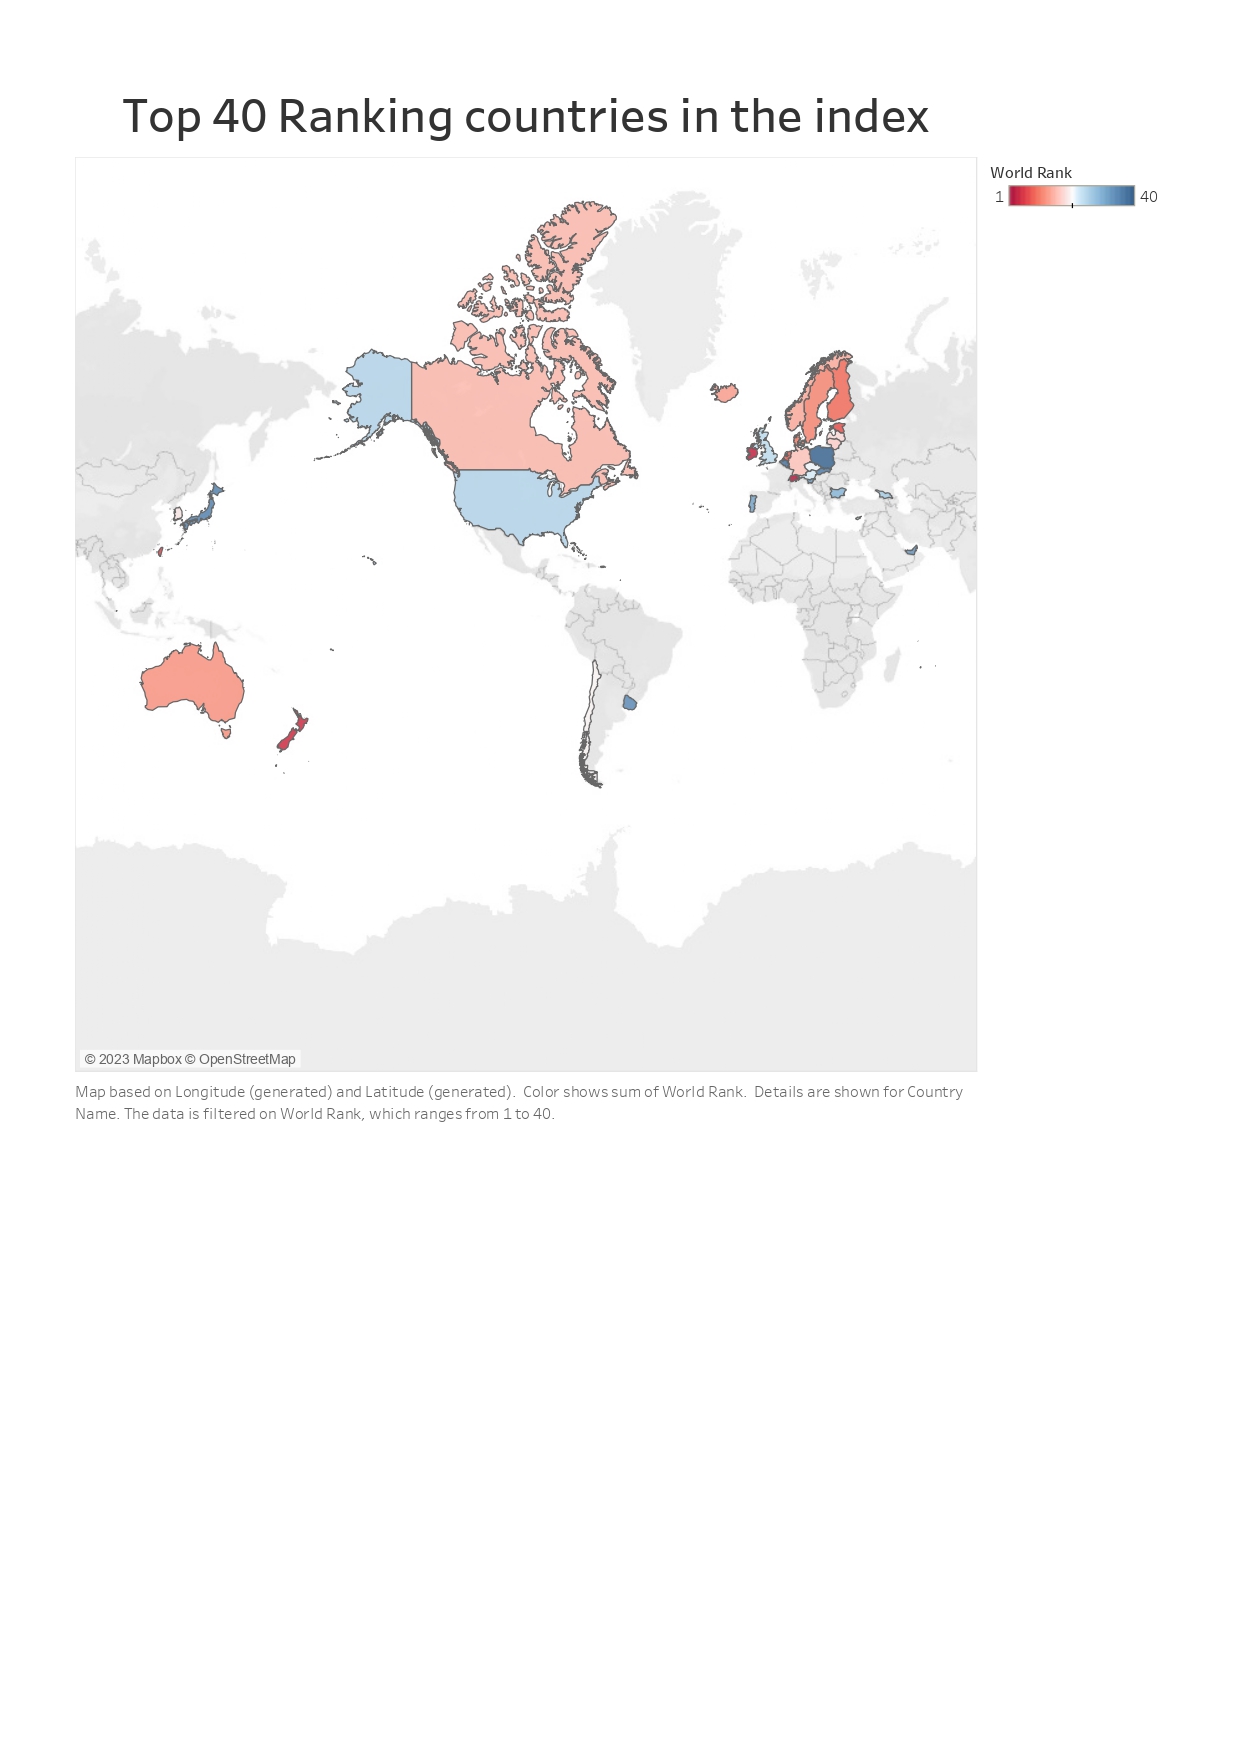 Top 40 Ranking countries in the index
World Rank
1 40
© 2023 Mapbox © OpenStreetMap
Map based on Longitude (generated) and Latitude (generated).  Color shows sum of World Rank.  Details are shown for Country
Name. The data is filtered on World Rank, which ranges from 1 to 40.